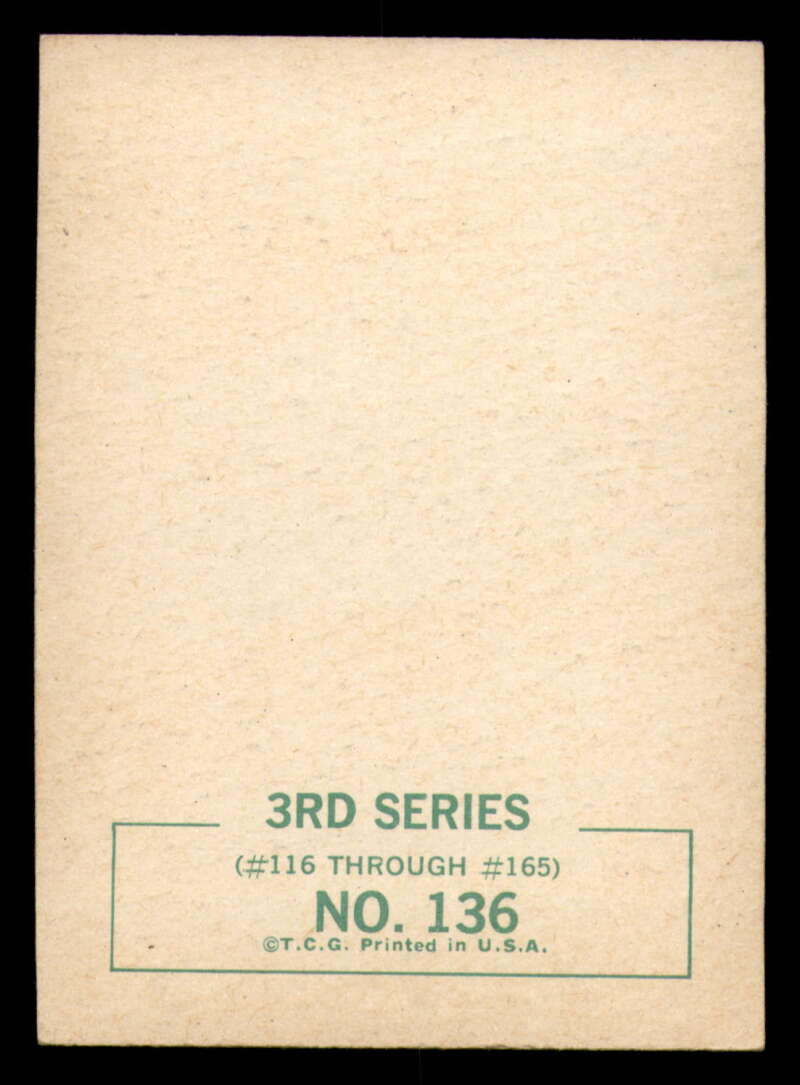 3RD SERIES
(#116 THROUGH #165)
NO. 136
©T.C.G. Printed in U.S.A.